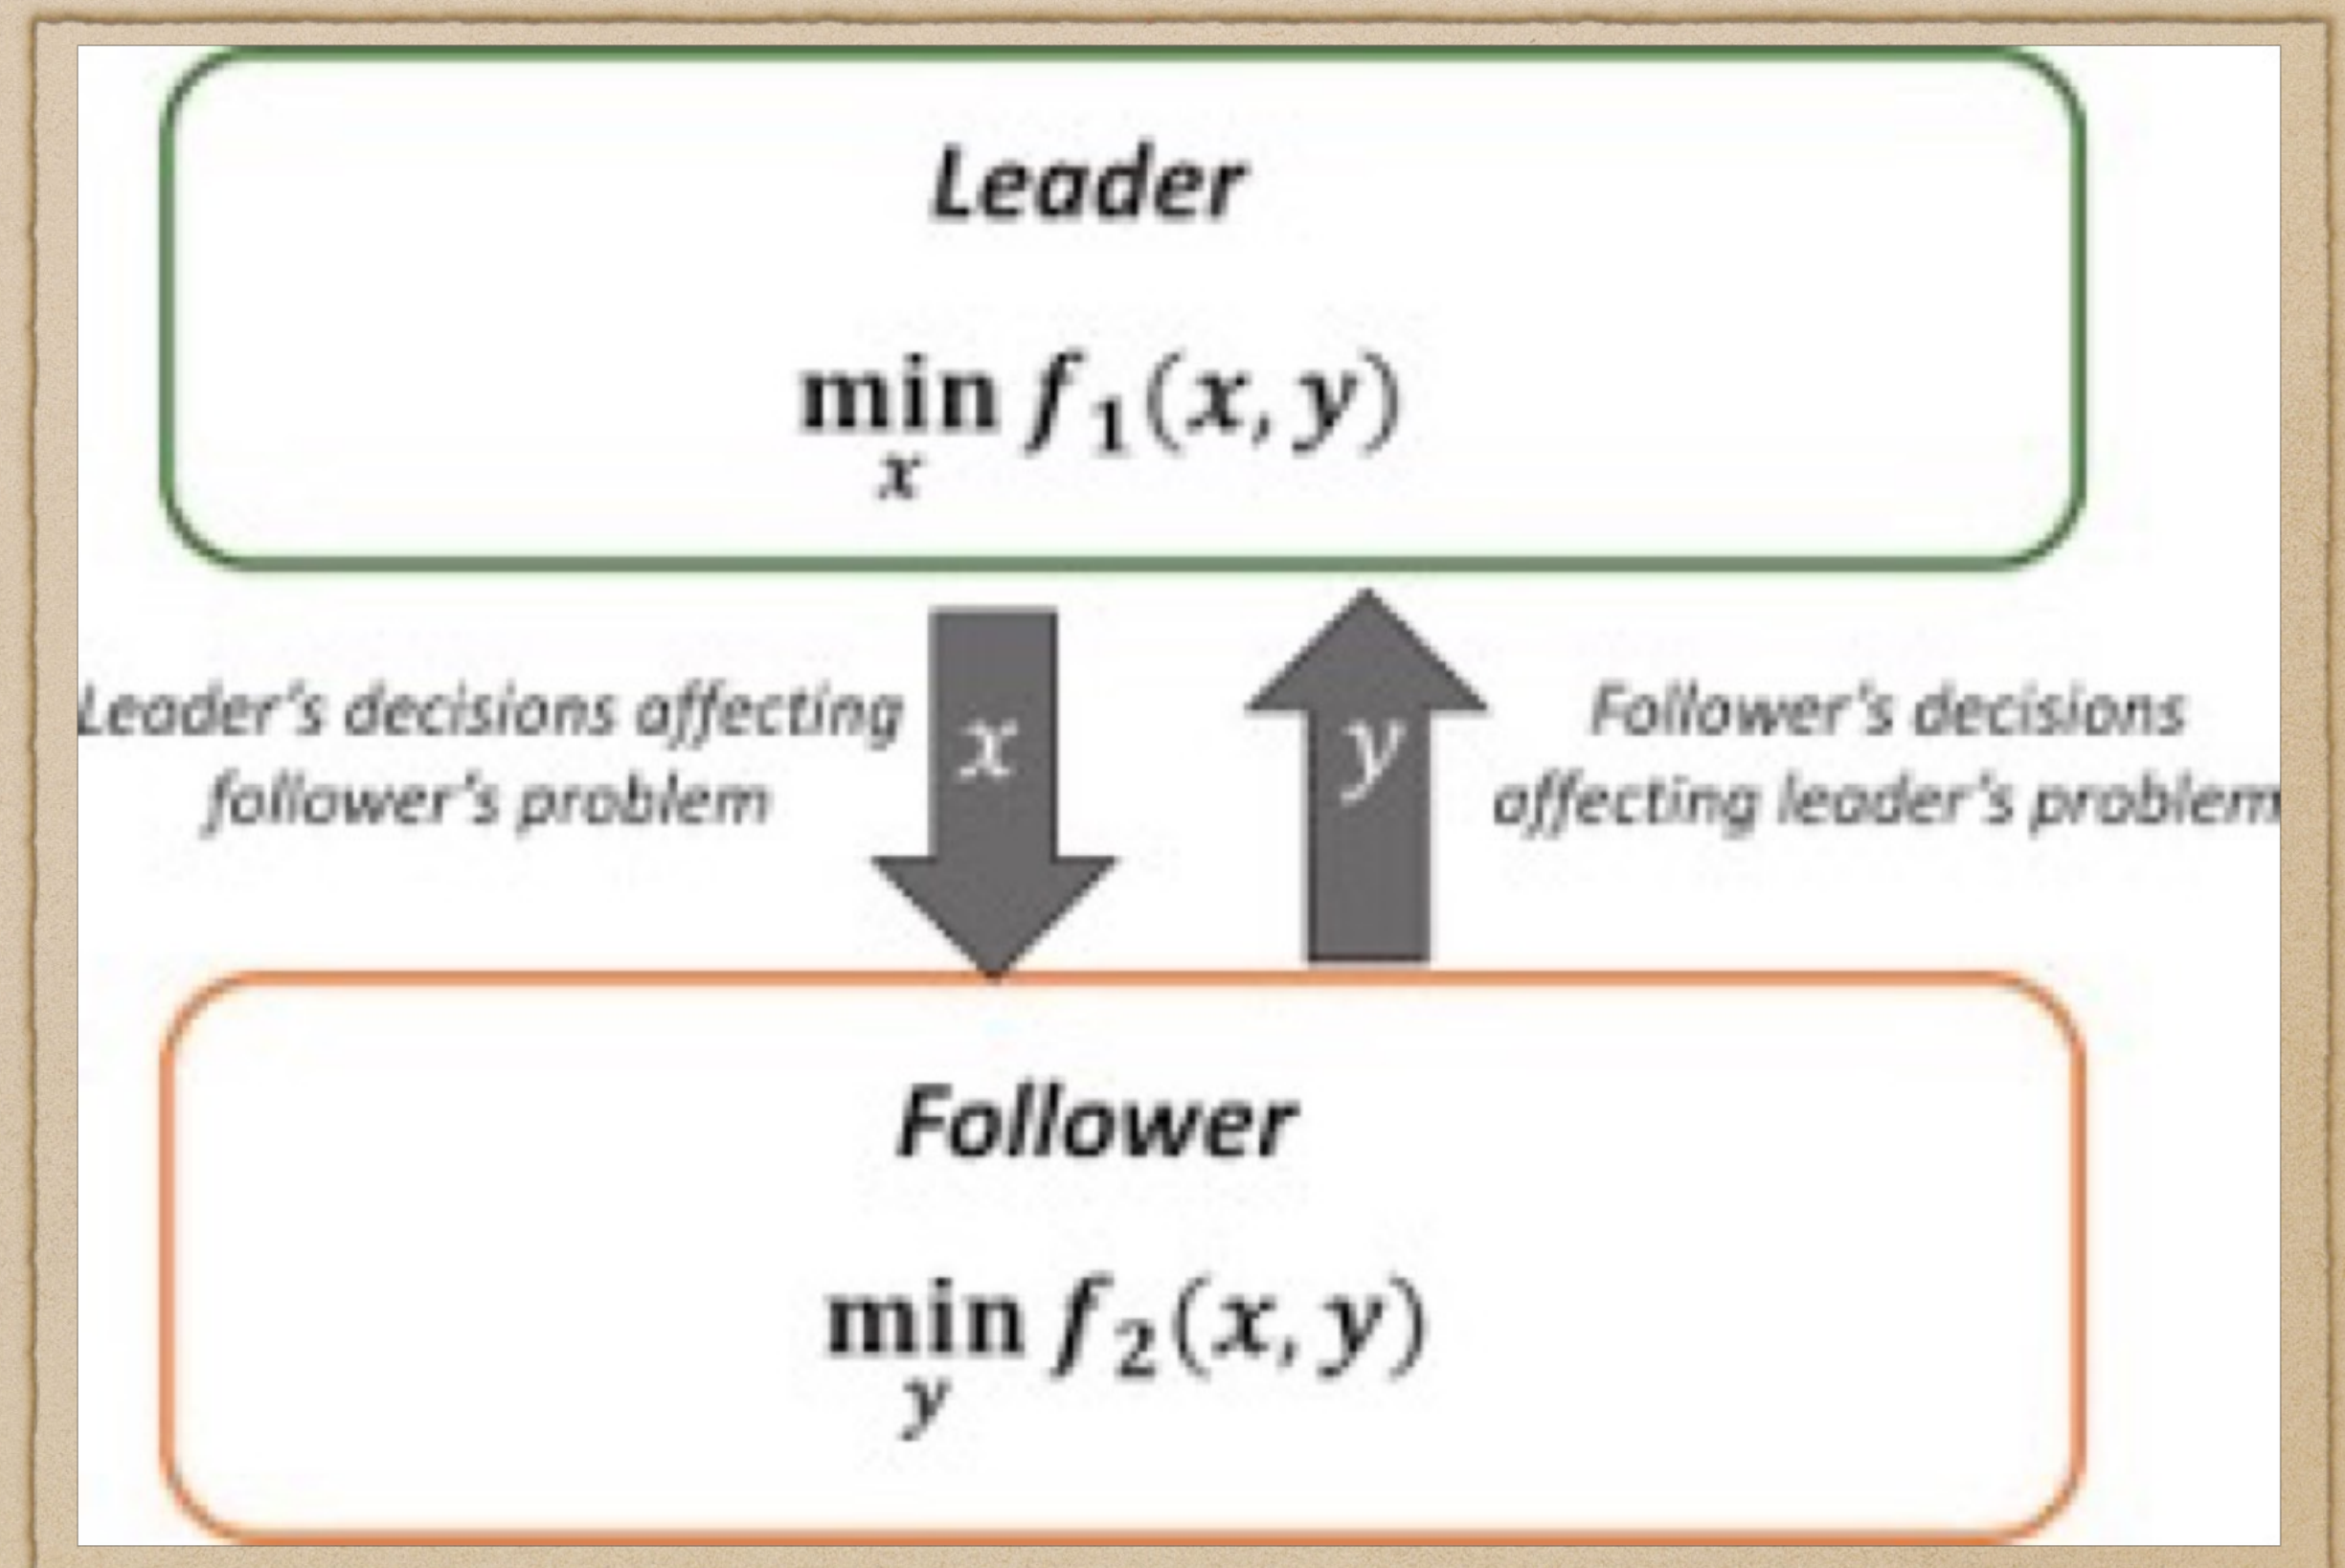 Leader
min f1(x, y)
x
Leader's decisions affecting
follower's problem
x
y
Follower's decisions
affecting leader's problem
Follower
min f2(x, y)
y